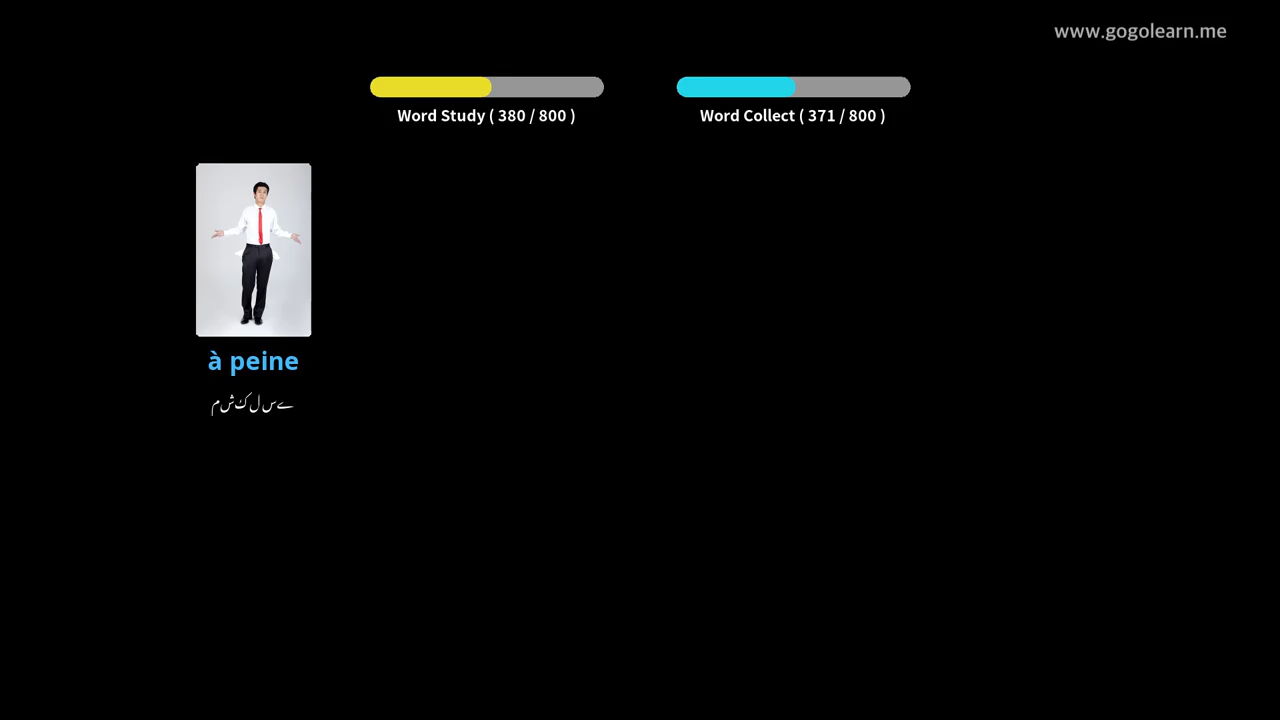 www.gogolearn.me
Word Study ( 380 / 800 )
Word Collect ( 371 / 800 )
à peine
مشکل سے